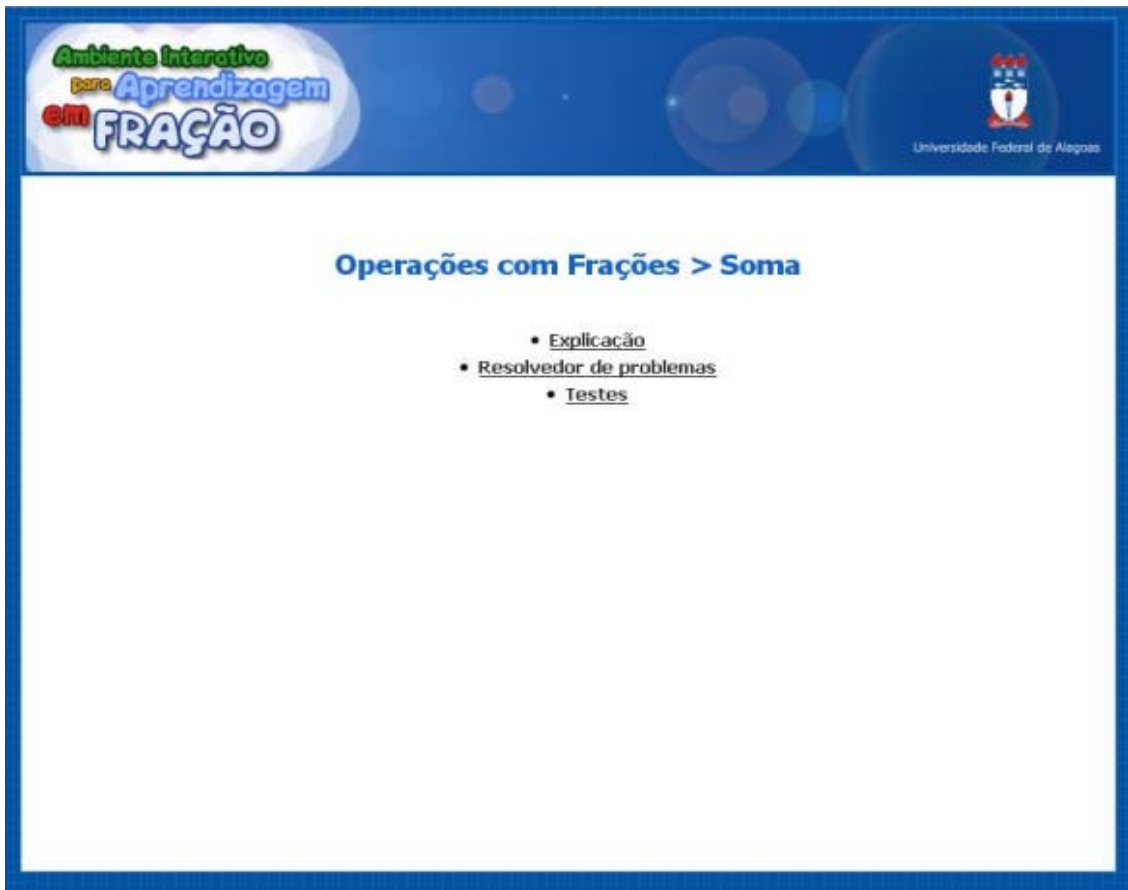 Ambiente Interativo
para Aprendizagem
em FRAÇÃO
Universidade Federal de Alagoas
Operações com Frações > Soma
• Explicação
• Resolvedor de problemas
• Testes